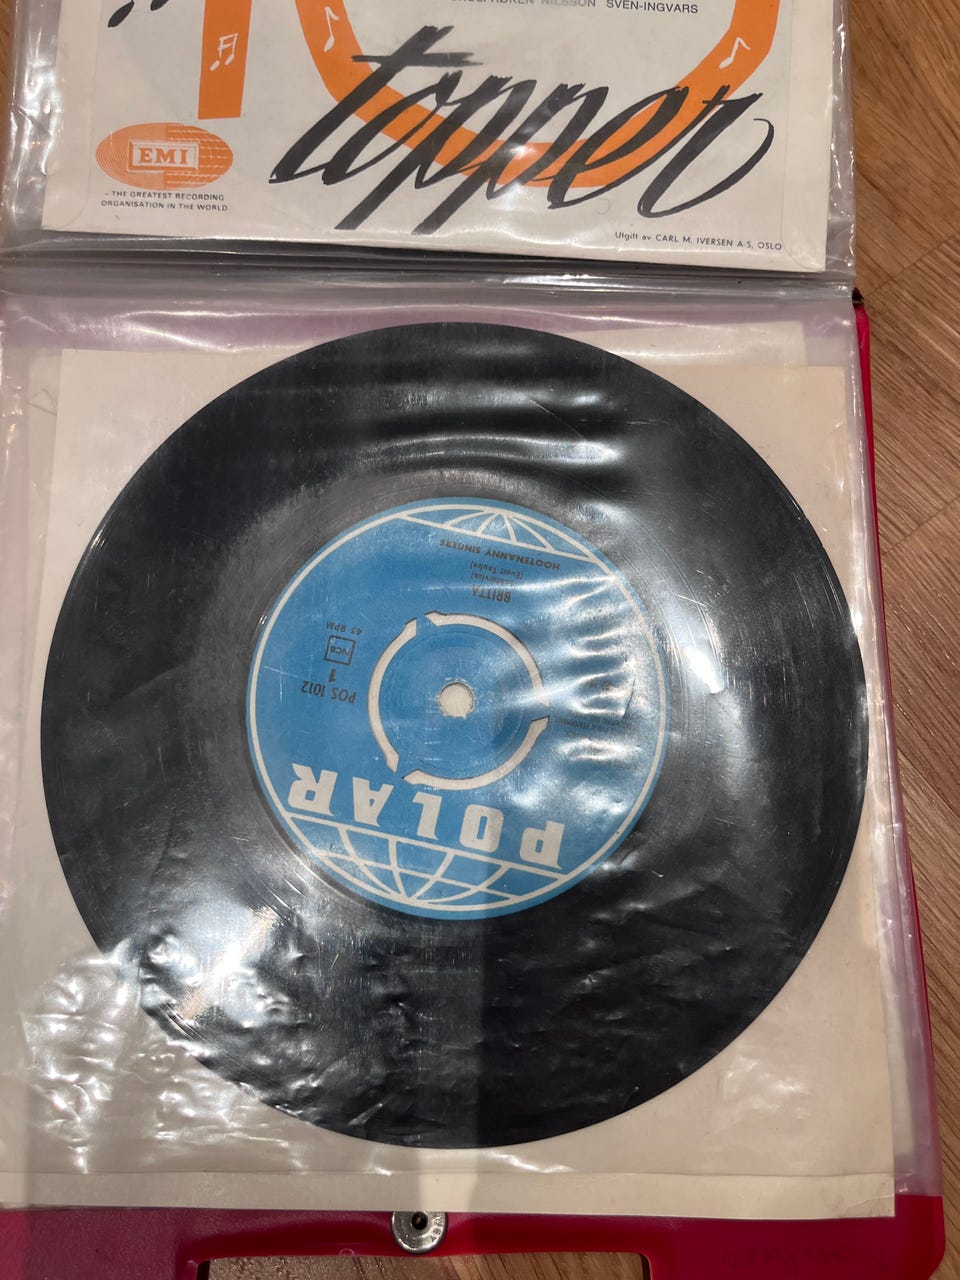 NILSSON SVEN-INGVARS
topper
EMI
– THE GREATEST RECORDING
ORGANISATION IN THE WORLD
Utgitt av CARL M. IVERSEN A/S, OSLO
POLAR
POS 1012
1
NCB
45 RPM
BRITTA
(Evert Taube)
HOOTENANNY SINGERS